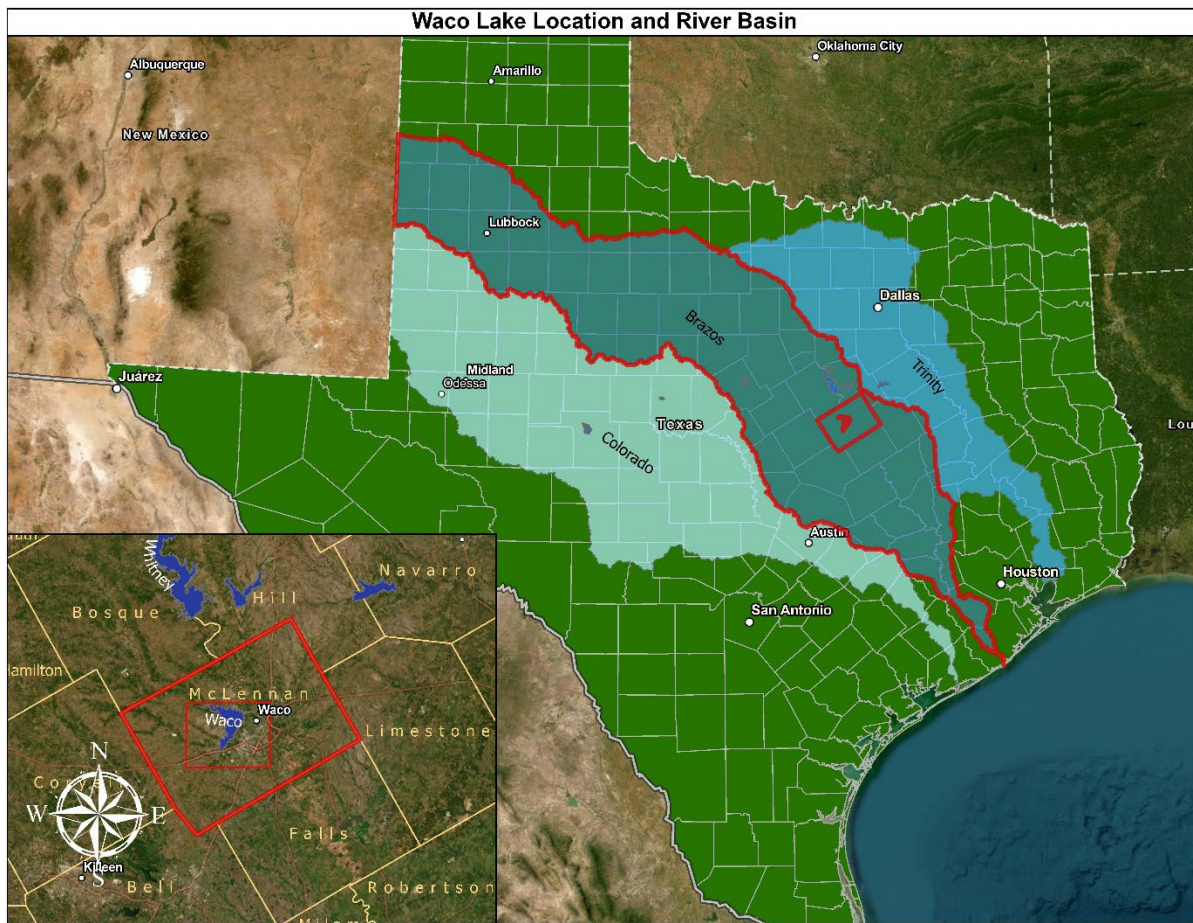 Waco Lake Location and River Basin
Oklahoma City
Albuquerque
Amarillo
New Mexico
Lubbock
Dallas
Brazos
Trinity
Midland
Odessa
Juárez
Texas
Lou
Colorado
Austin
Houston
San Antonio
Whitney
Navarro
Hill
Bosque
Hamilton
McLennan
Waco
Waco
Limestone
N
Cory
W
E
Falls
S
Killeen
Bell
Robertson